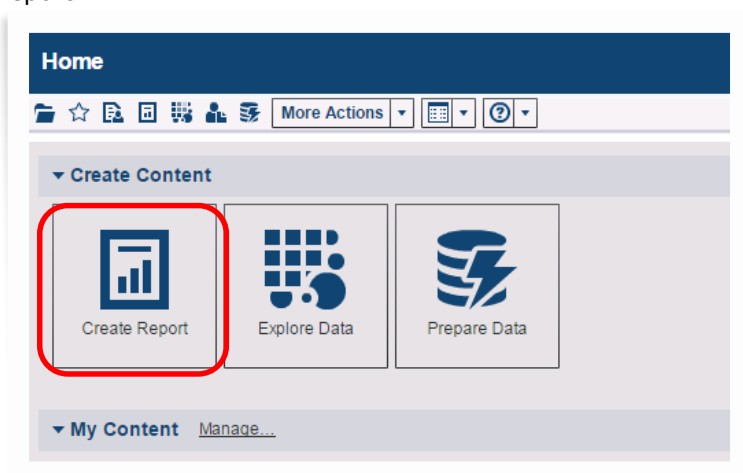 Home
More Actions
Create Content
Create Report
Explore Data
Prepare Data
My Content Manage...